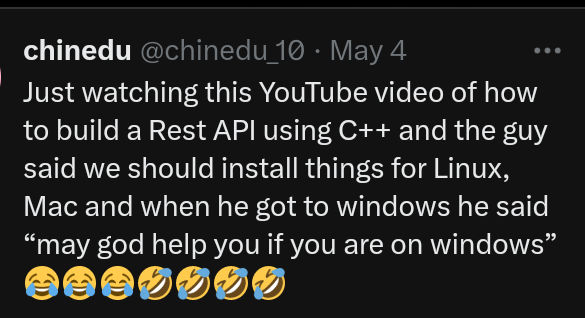 chinedu @chinedu_10 · May 4
Just watching this YouTube video of how
to build a Rest API using C++ and the guy
said we should install things for Linux,
Mac and when he got to windows he said
“may god help you if you are on windows”
😂😂😂🤣🤣🤣🤣